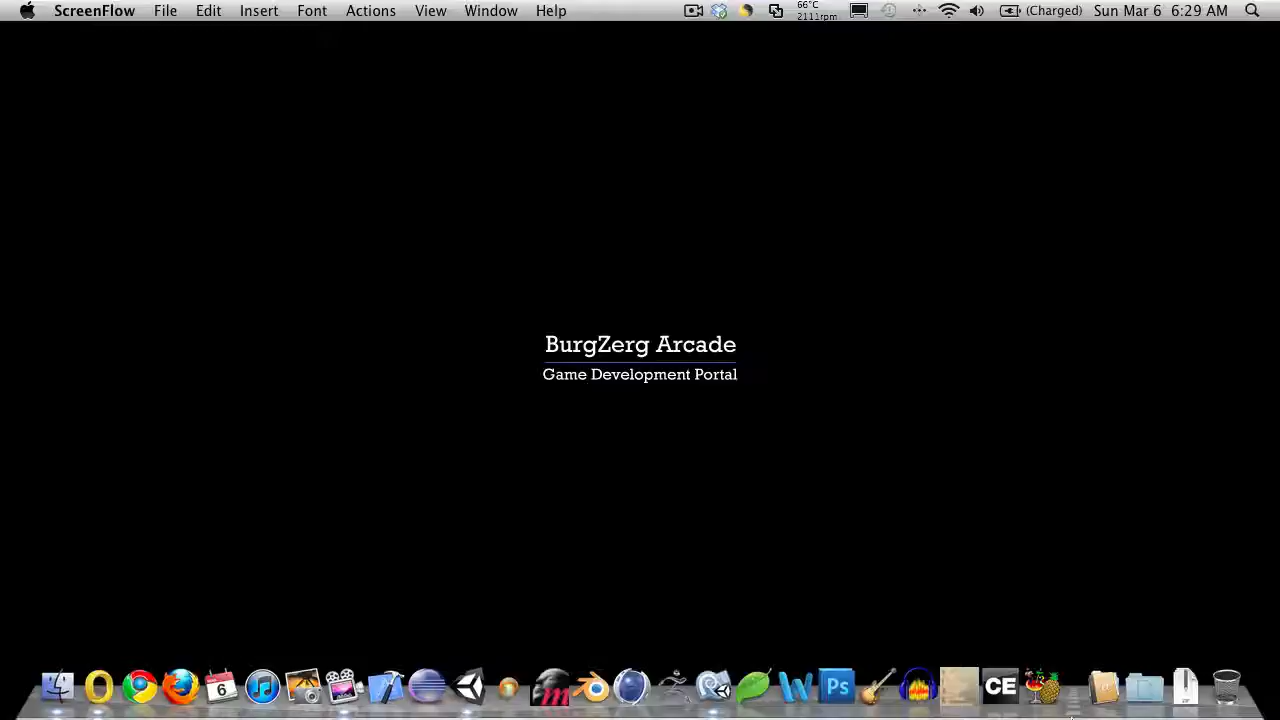 ScreenFlow File Edit Insert Font Actions View Window Help 66°C 2111rpm (Charged) Sun Mar 6 6:29 AM
BurgZerg Arcade
Game Development Portal
6 Ps CE